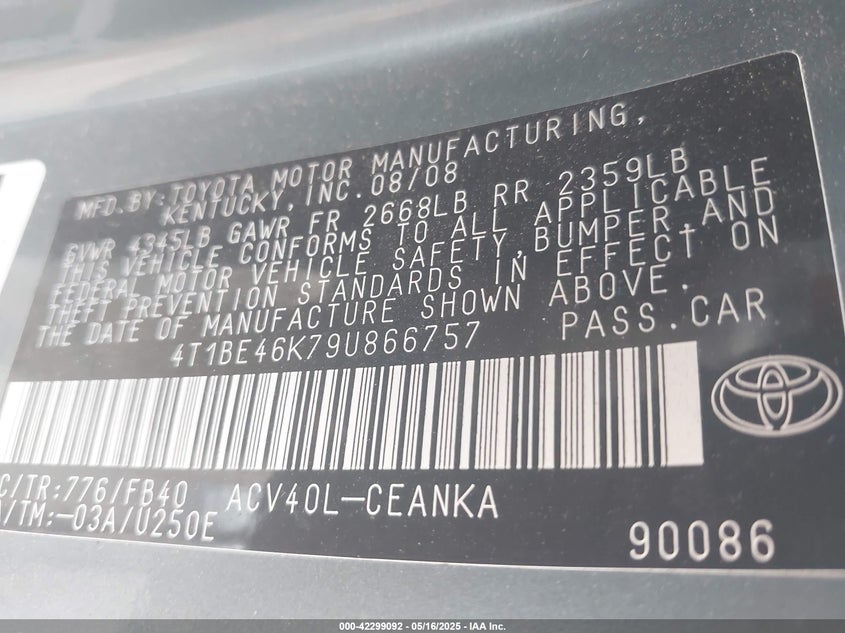 MFD.BY:TOYOTA MOTOR MANUFACTURING,
KENTUCKY,INC.08/08
GVWR 4345LB GAWR FR 2668LB RR 2359LB
THIS VEHICLE CONFORMS TO ALL APPLICABLE
FEDERAL MOTOR VEHICLE SAFETY,BUMPER,AND
THEFT PREVENTION STANDARDS IN EFFECT ON
THE DATE OF MANUFACTURE SHOWN ABOVE.
4T1BE46K79U866757 PASS.CAR
C/TR:776/FB40 ACV40L-CEANKA
/TM:-03A/U250E
90086
000-42299092 - 05/16/2025 - IAA Inc.